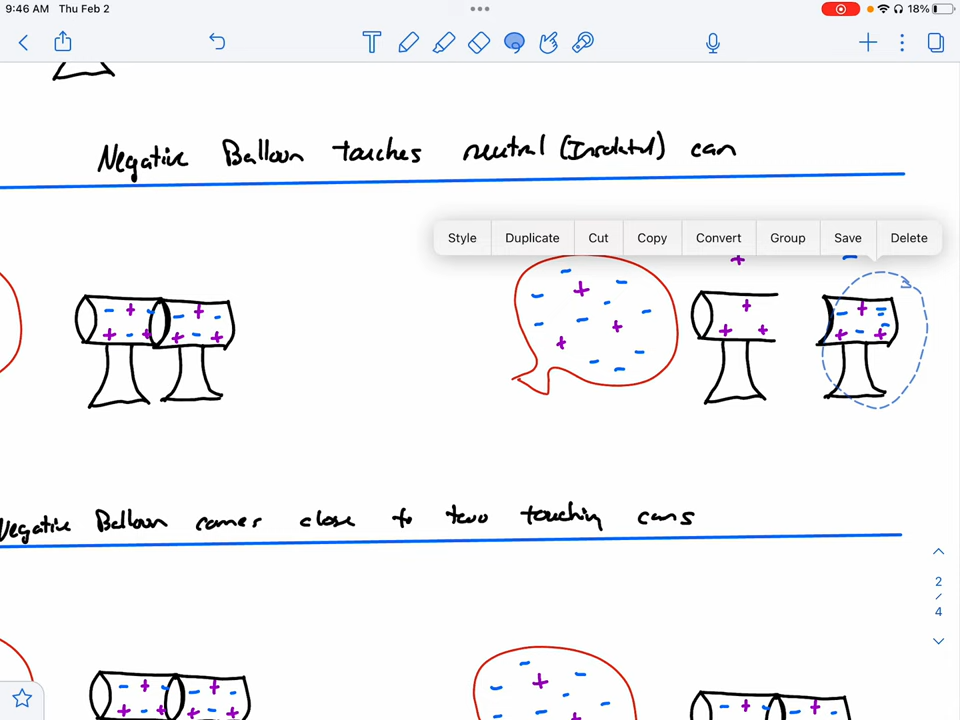 9:46 AM Thu Feb 2
18%
T
Negative Balloon touches neutral (Insolated) can
Style Duplicate Cut Copy Convert Group Save Delete
Negative Balloon comes close to two touching cans
2
/
4